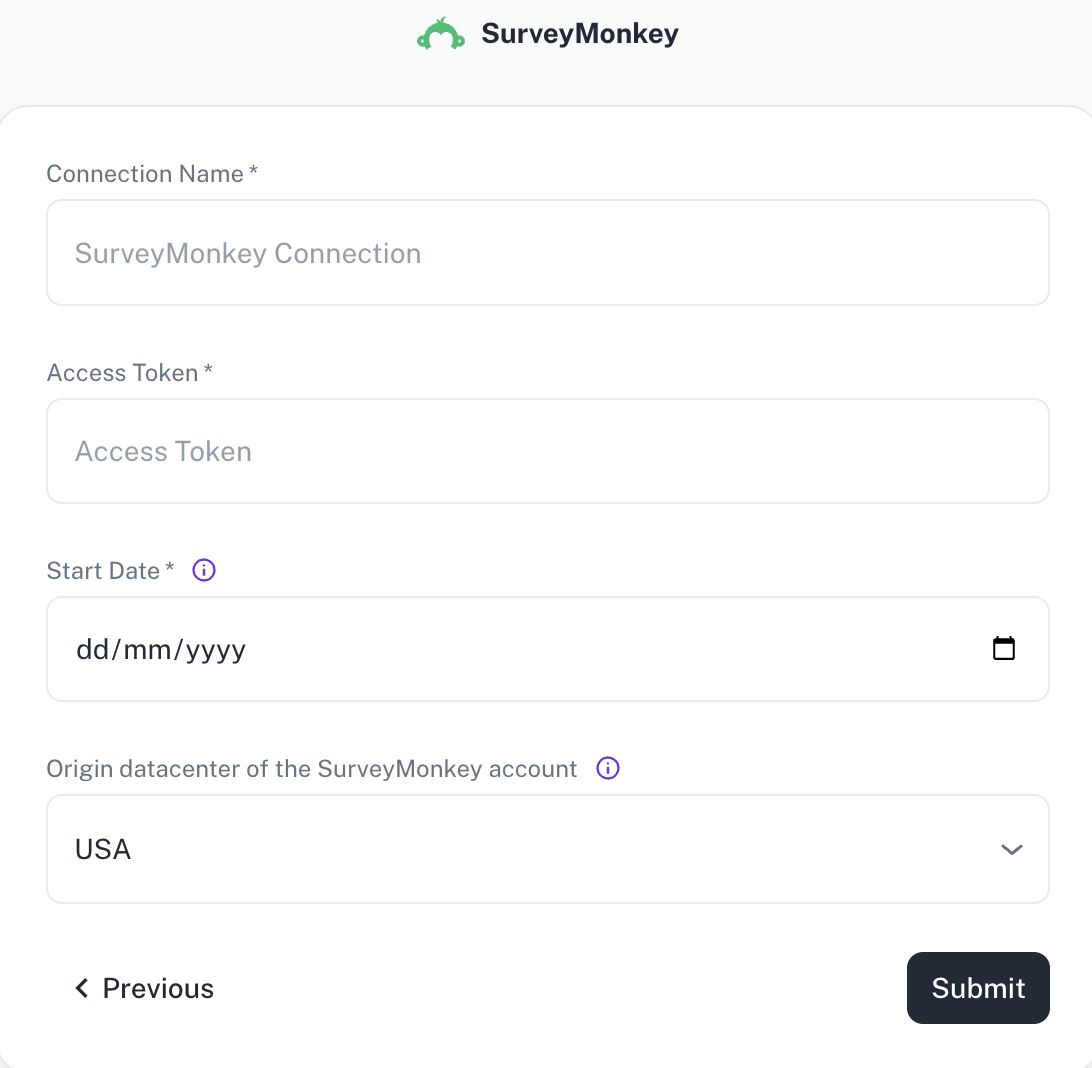 SurveyMonkey
Connection Name *
SurveyMonkey Connection
Access Token *
Access Token
Start Date *
dd/mm/yyyy
Origin datacenter of the SurveyMonkey account
USA
Previous
Submit